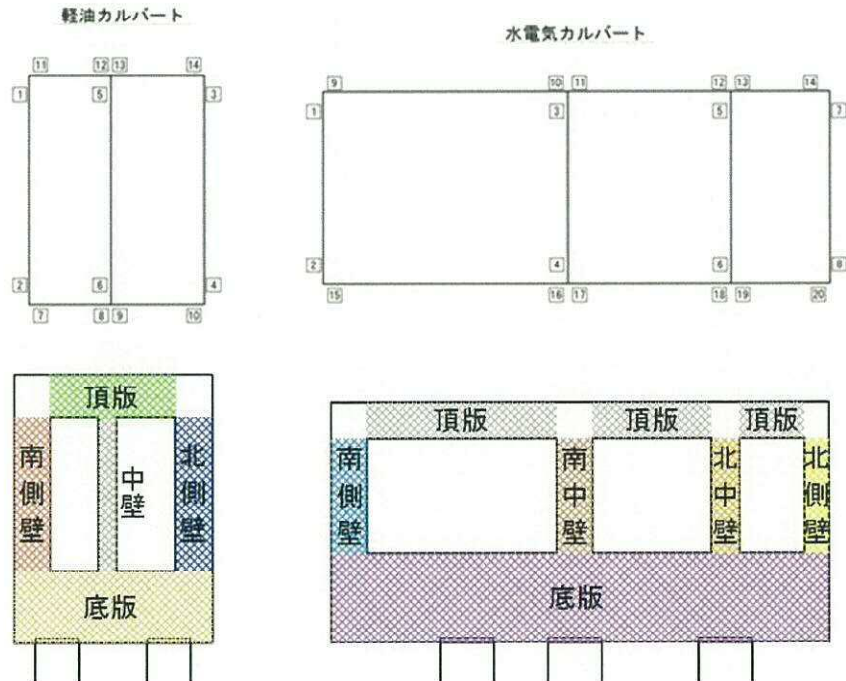 軽油カルバート
水電気カルバート
11 12 13 14
1 5 3
2 6 4
7 8 9 10
9 10 11 12 13 14
1 3 5 7
2 4 6 8
15 16 17 18 19 20
頂版
南側壁
中壁
北側壁
底版
頂版
頂版
頂版
南側壁
南中壁
北中壁
北側壁
底版